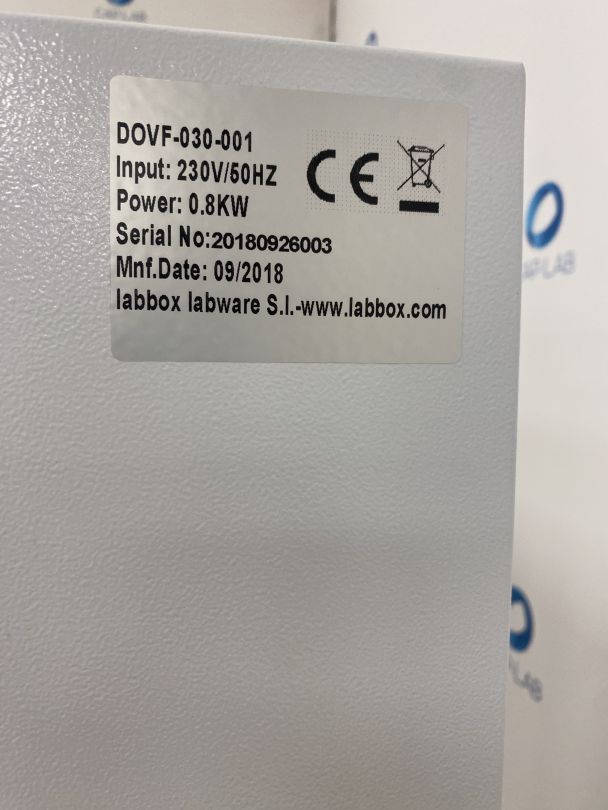 DOVF-030-001
Input: 230V/50HZ
Power: 0.8KW
Serial No:20180926003
Mnf.Date: 09/2018
labbox labware S.l.-www.labbox.com
CE